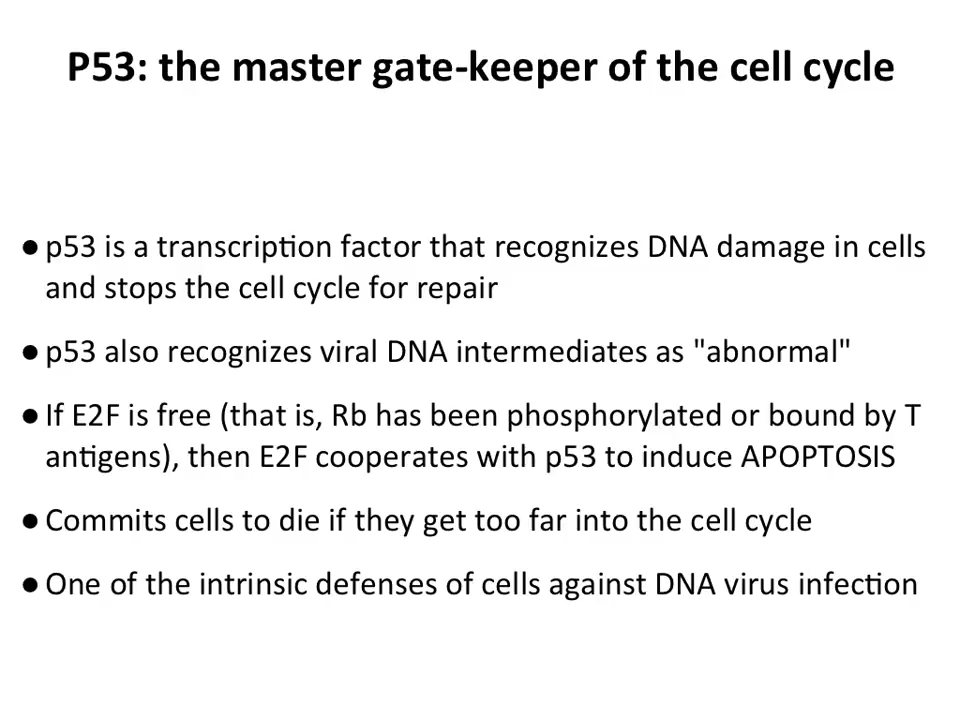 P53: the master gate-keeper of the cell cycle
● p53 is a transcription factor that recognizes DNA damage in cells
and stops the cell cycle for repair
● p53 also recognizes viral DNA intermediates as "abnormal"
● If E2F is free (that is, Rb has been phosphorylated or bound by T
antigens), then E2F cooperates with p53 to induce APOPTOSIS
● Commits cells to die if they get too far into the cell cycle
● One of the intrinsic defenses of cells against DNA virus infection